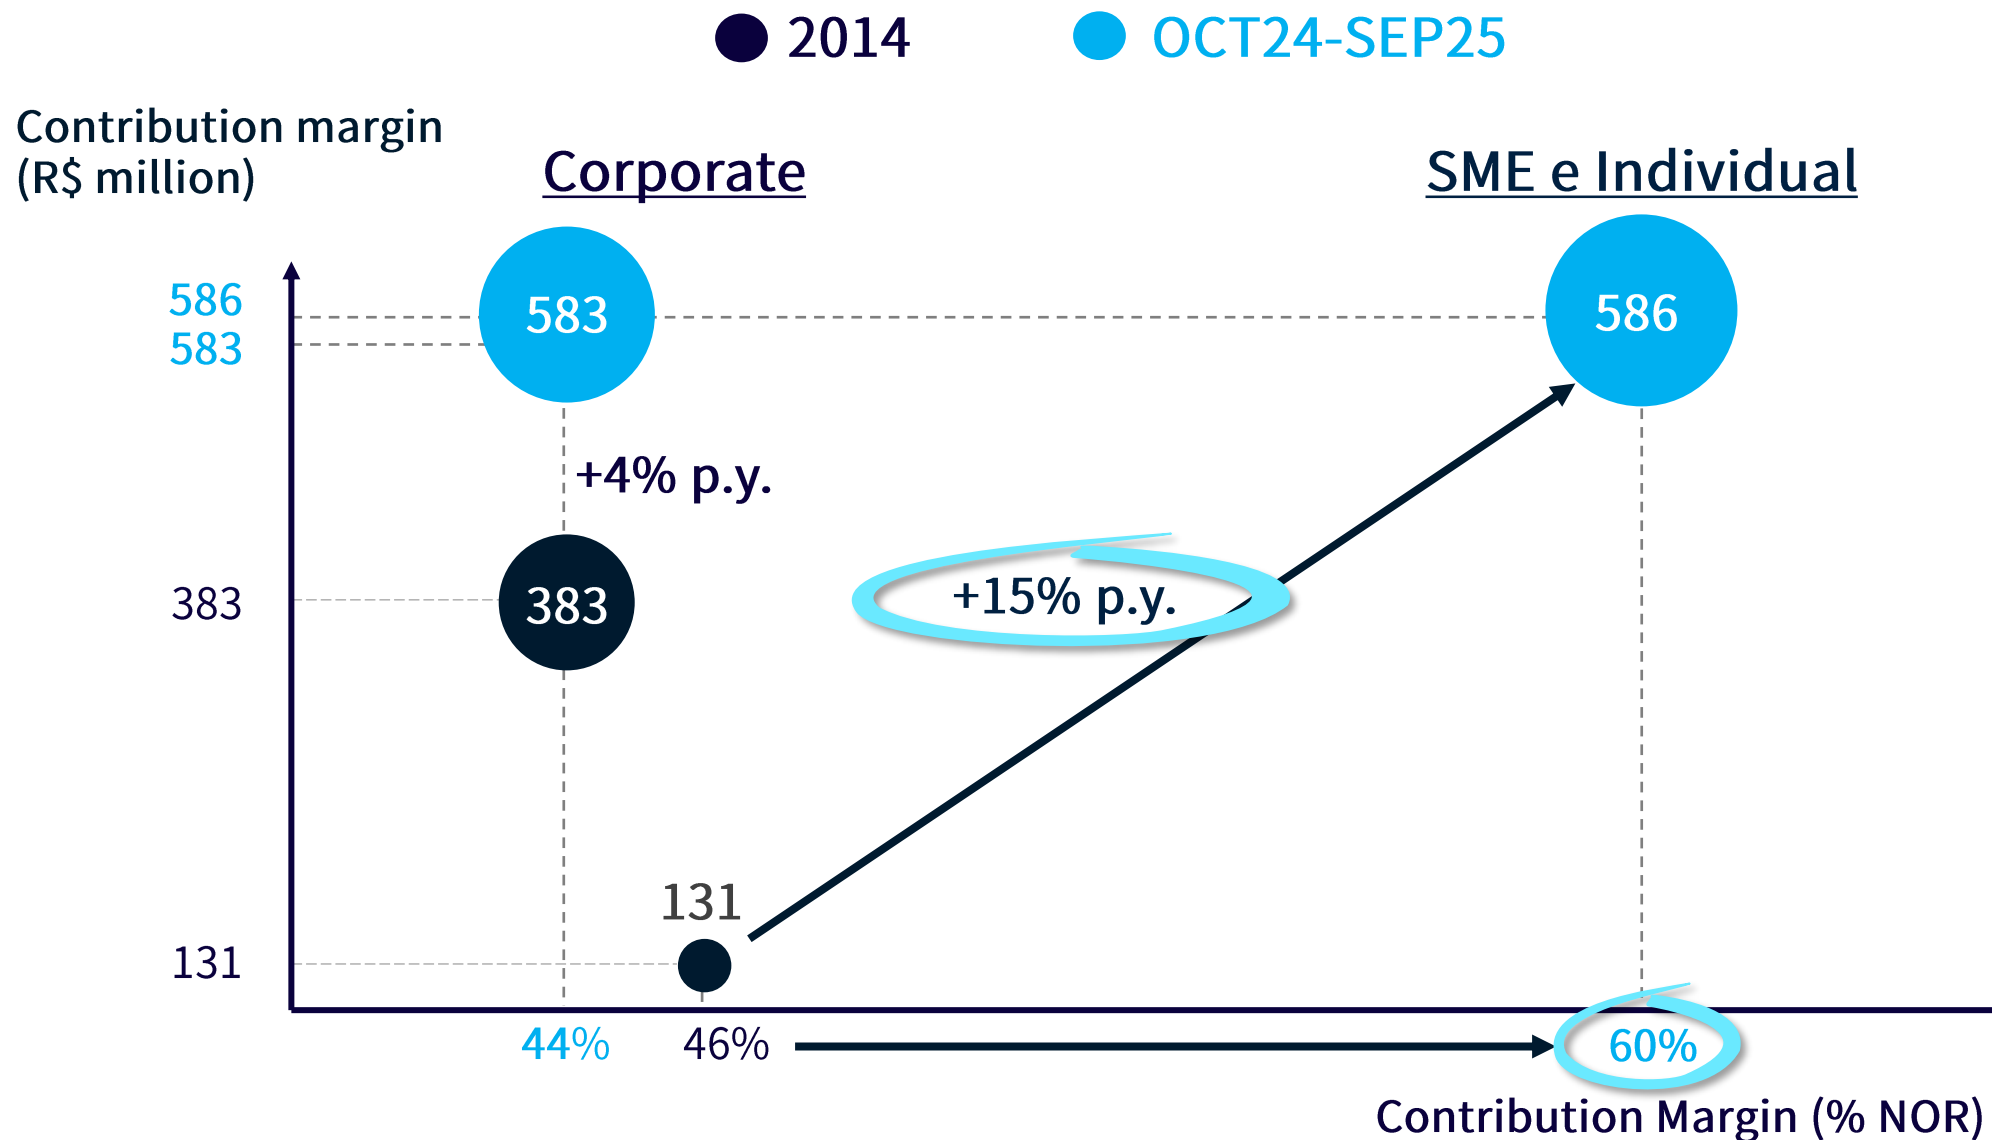 2014
OCT24-SEP25
Contribution margin
(R$ million)
Corporate
SME e Individual
586
583
583
586
+4% p.y.
383
383
+15% p.y.
131
131
44%
46%
60%
Contribution Margin (% NOR)